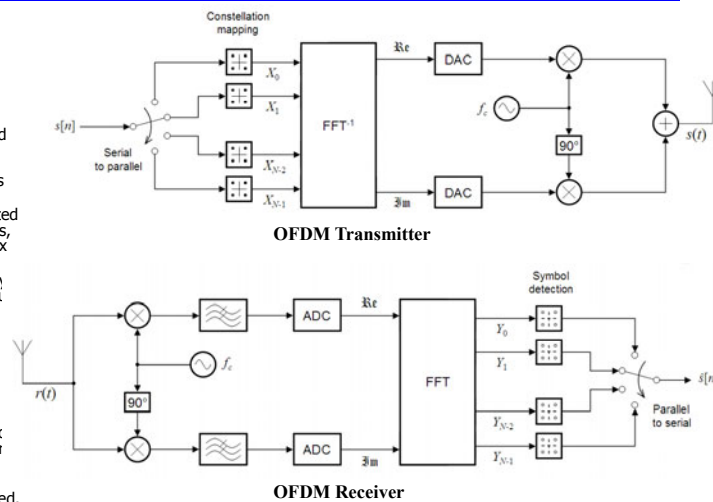 Constellation
mapping
𝕽e
DAC
X0
s[n]
X1
FFT-1
fc
Serial
to parallel
XN-2
90°
s(t)
XN-1
𝕴m
DAC
OFDM Transmitter
Symbol
detection
𝕽e
ADC
Y0
fc
Y1
FFT
r(t)
90°
YN-2
Parallel
to serial
ADC
𝕴m
YN-1
OFDM Receiver